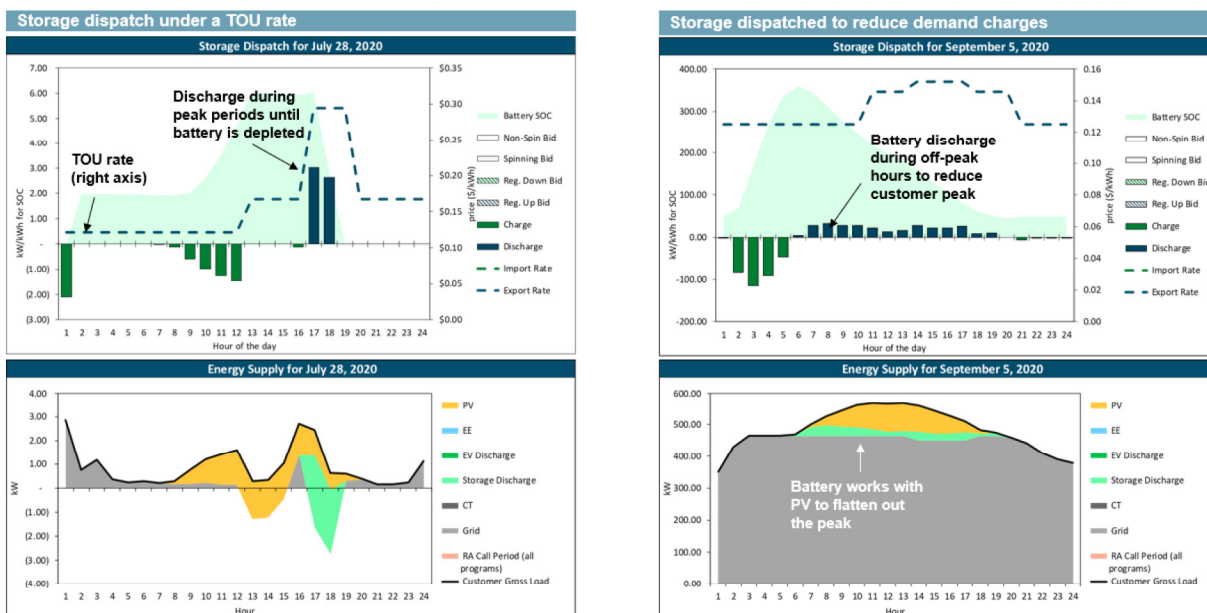 Storage dispatch under a TOU rate
Storage Dispatch for July 28, 2020
7.00
6.00
5.00
4.00
3.00
2.00
1.00
-
(1.00)
(2.00)
(3.00)
kW/kWh for SOC
Discharge during
peak periods until
battery is depleted
TOU rate
(right axis)
$0.35
$0.30
$0.25
$0.20
$0.15
$0.10
$0.05
$0.00
price ($/kWh)
1 2 3 4 5 6 7 8 9 10 11 12 13 14 15 16 17 18 19 20 21 22 23 24
Hour of the day
Battery SOC
Non-Spin Bid
Spinning Bid
Reg. Down Bid
Reg. Up Bid
Charge
Discharge
Import Rate
Export Rate
Energy Supply for July 28, 2020
4.00
3.00
2.00
1.00
-
(1.00)
(2.00)
(3.00)
(4.00)
kW
1 2 3 4 5 6 7 8 9 10 11 12 13 14 15 16 17 18 19 20 21 22 23 24
Hour
PV
EE
EV Discharge
Storage Discharge
CT
Grid
RA Call Period (all
programs)
Customer Gross Load
Storage dispatched to reduce demand charges
Storage Dispatch for September 5, 2020
400.00
300.00
200.00
100.00
-
-100.00
-200.00
kW/kWh for SOC
Battery discharge
during off-peak
hours to reduce
customer peak
0.16
0.14
0.12
0.10
0.08
0.06
0.04
0.02
0.00
price ($/kWh)
1 2 3 4 5 6 7 8 9 10 11 12 13 14 15 16 17 18 19 20 21 22 23 24
Hour of the day
Battery SOC
Non-Spin Bid
Spinning Bid
Reg. Down Bid
Reg. Up Bid
Charge
Discharge
Import Rate
Export Rate
Energy Supply for September 5, 2020
600.00
500.00
400.00
300.00
200.00
100.00
0.00
kW
Battery works with
PV to flatten out
the peak
1 2 3 4 5 6 7 8 9 10 11 12 13 14 15 16 17 18 19 20 21 22 23 24
Hour
PV
EE
EV Discharge
Storage Discharge
CT
Grid
RA Call Period (all
programs)
Customer Gross Load